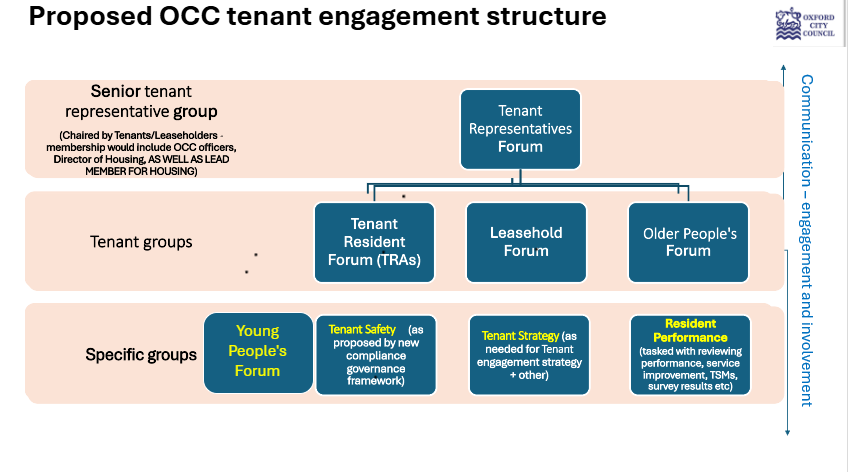 Proposed OCC tenant engagement structure
OXFORD
CITY
COUNCIL
Senior tenant
representative group
(Chaired by Tenants/Leaseholders -
membership would include OCC officers,
Director of Housing, AS WELL AS LEAD
MEMBER FOR HOUSING)
Tenant
Representatives
Forum
Tenant groups
Tenant
Resident
Forum (TRAs)
Leasehold
Forum
Older People's
Forum
Specific groups
Young
People's
Forum
Tenant Safety (as
proposed by new
compliance
governance
framework)
Tenant Strategy (as
needed for Tenant
engagement strategy
+ other)
Resident
Performance
(tasked with reviewing
performance, service
improvement, TSMs,
survey results etc)
Communication – engagement and involvement